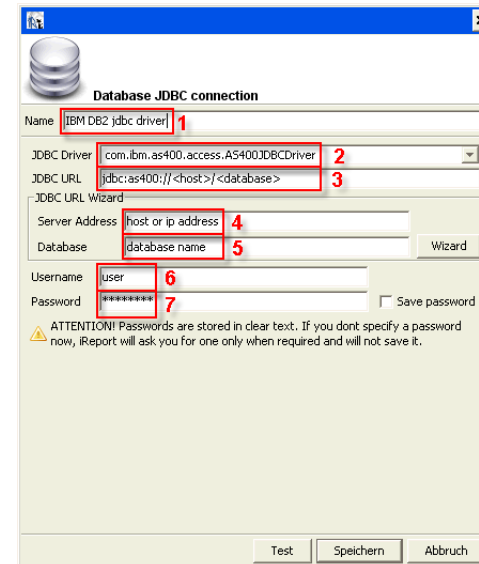 Database JDBC connection
Name IBM DB2 jdbc driver 1
JDBC Driver com.ibm.as400.access.AS400JDBCDriver 2
JDBC URL jdbc:as400://<host>/<database> 3
JDBC URL Wizard
Server Address host or ip address 4
Database database name 5 Wizard
Username user 6
Password ******** 7 Save password
ATTENTION! Passwords are stored in clear text. If you dont specify a password
now, iReport will ask you for one only when required and will not save it.
Test Speichern Abbruch